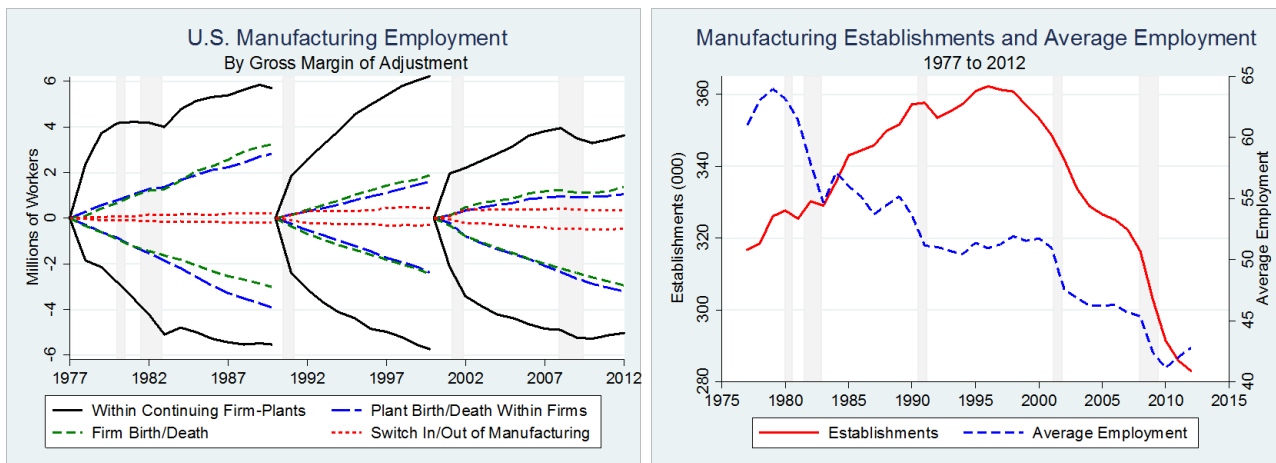 U.S. Manufacturing Employment
By Gross Margin of Adjustment
Millions of Workers
6
4
2
0
-2
-4
-6
1977 1982 1987 1992 1997 2002 2007 2012
Within Continuing Firm-Plants Plant Birth/Death Within Firms
Firm Birth/Death Switch In/Out of Manufacturing
Manufacturing Establishments and Average Employment
1977 to 2012
Establishments (000)
360
340
320
300
280
65
60
55
50
45
40
Average Employment
1975 1980 1985 1990 1995 2000 2005 2010 2015
Establishments Average Employment